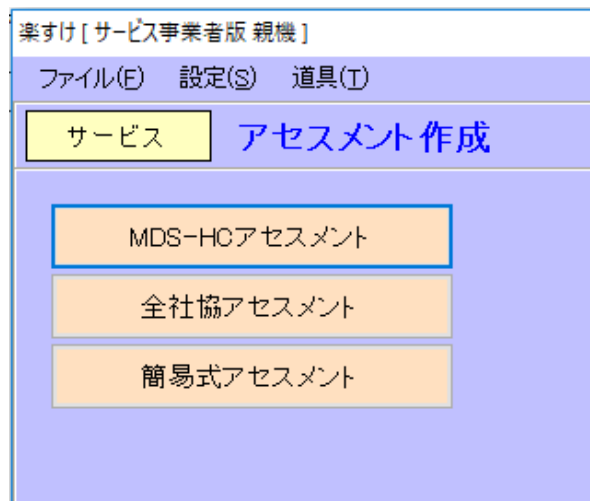 楽すけ [ サービス事業者版 親機 ]
ファイル(F) 設定(S) 道具(T)
サービス アセスメント作成
MDS-HCアセスメント
全社協アセスメント
簡易式アセスメント